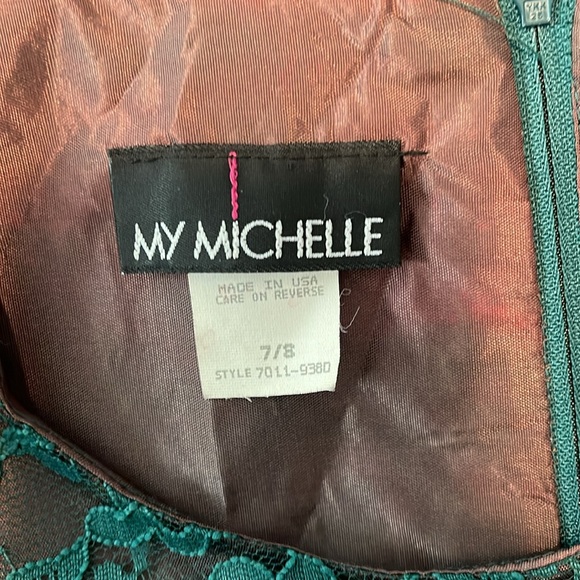 MY MICHELLE
MADE IN USA
CARE ON REVERSE
7/8
STYLE 7011-9380